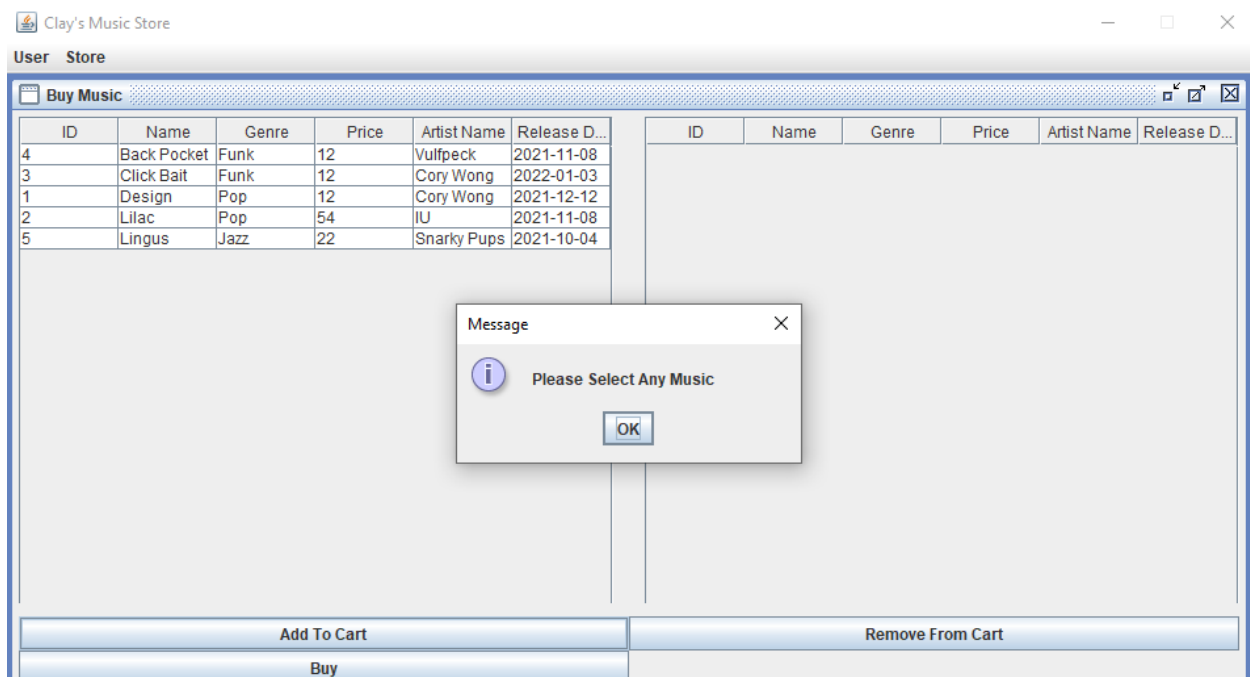 Clay's Music Store
User Store
Buy Music
ID Name Genre Price Artist Name Release D...
4 Back Pocket Funk 12 Vulfpeck 2021-11-08
3 Click Bait Funk 12 Cory Wong 2022-01-03
1 Design Pop 12 Cory Wong 2021-12-12
2 Lilac Pop 54 IU 2021-11-08
5 Lingus Jazz 22 Snarky Pups 2021-10-04
ID Name Genre Price Artist Name Release D...
Message
Please Select Any Music
OK
Add To Cart
Remove From Cart
Buy